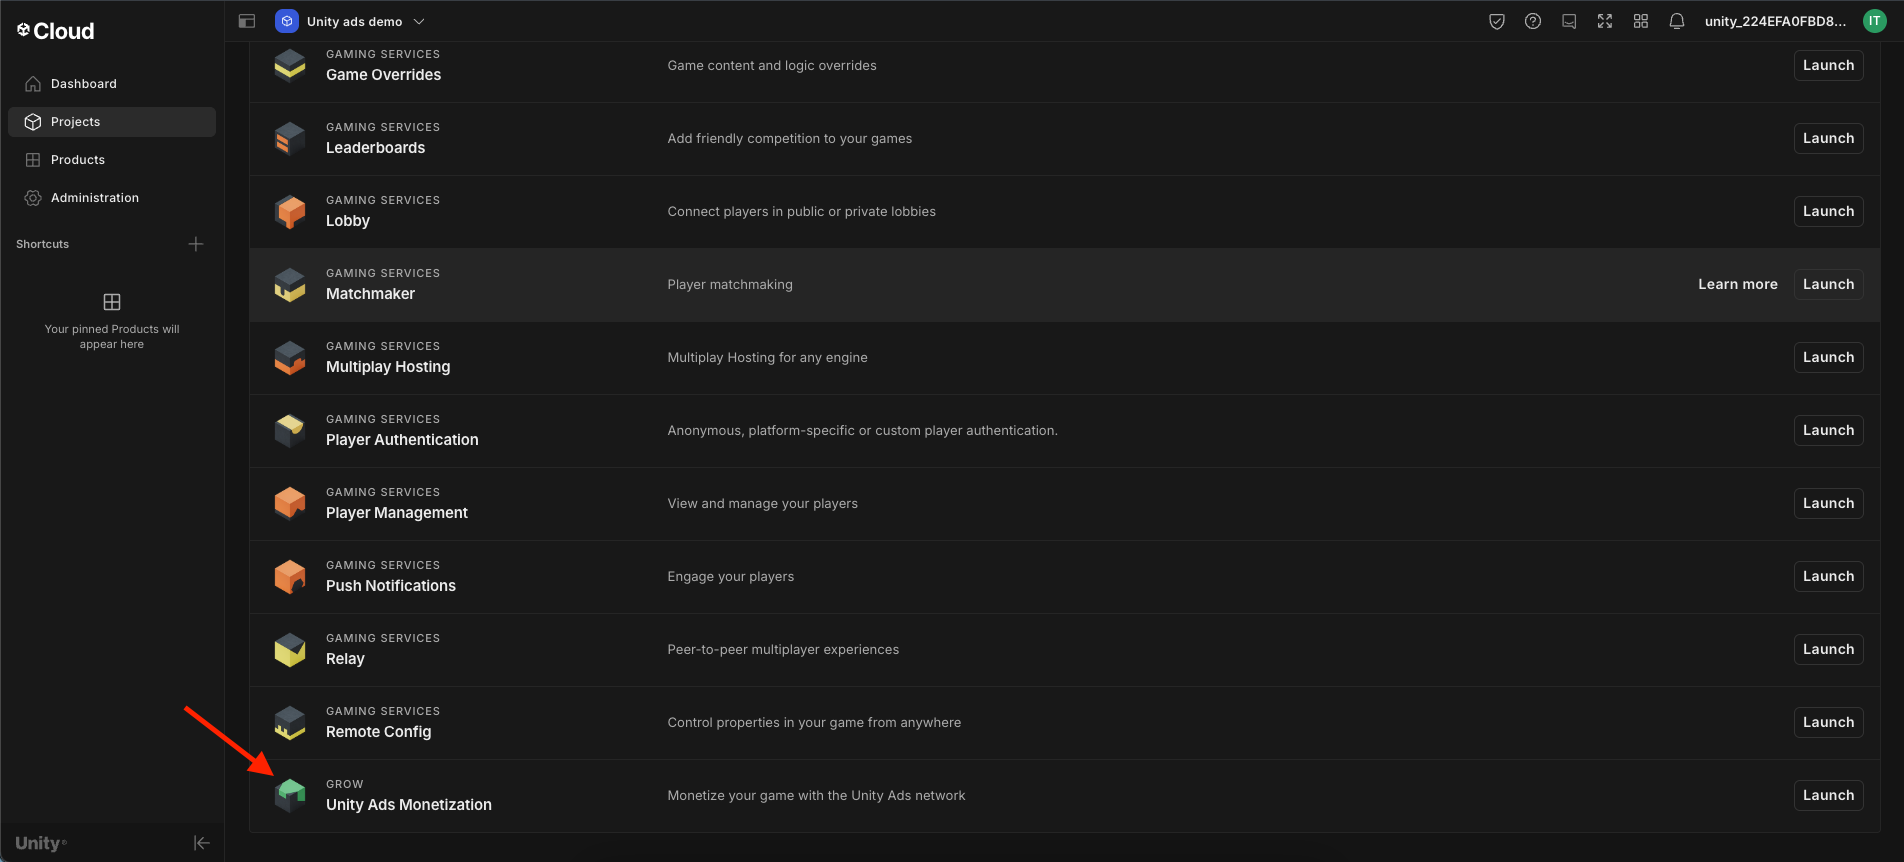 Cloud
Unity ads demo
unity_224EFA0FBD8...
IT
Dashboard
Projects
Products
Administration
Shortcuts
Your pinned Products will
appear here
GAMING SERVICES
Game Overrides
Game content and logic overrides
Launch
GAMING SERVICES
Leaderboards
Add friendly competition to your games
Launch
GAMING SERVICES
Lobby
Connect players in public or private lobbies
Launch
GAMING SERVICES
Matchmaker
Player matchmaking
Learn more
Launch
GAMING SERVICES
Multiplay Hosting
Multiplay Hosting for any engine
Launch
GAMING SERVICES
Player Authentication
Anonymous, platform-specific or custom player authentication.
Launch
GAMING SERVICES
Player Management
View and manage your players
Launch
GAMING SERVICES
Push Notifications
Engage your players
Launch
GAMING SERVICES
Relay
Peer-to-peer multiplayer experiences
Launch
GAMING SERVICES
Remote Config
Control properties in your game from anywhere
Launch
GROW
Unity Ads Monetization
Monetize your game with the Unity Ads network
Launch
Unity®